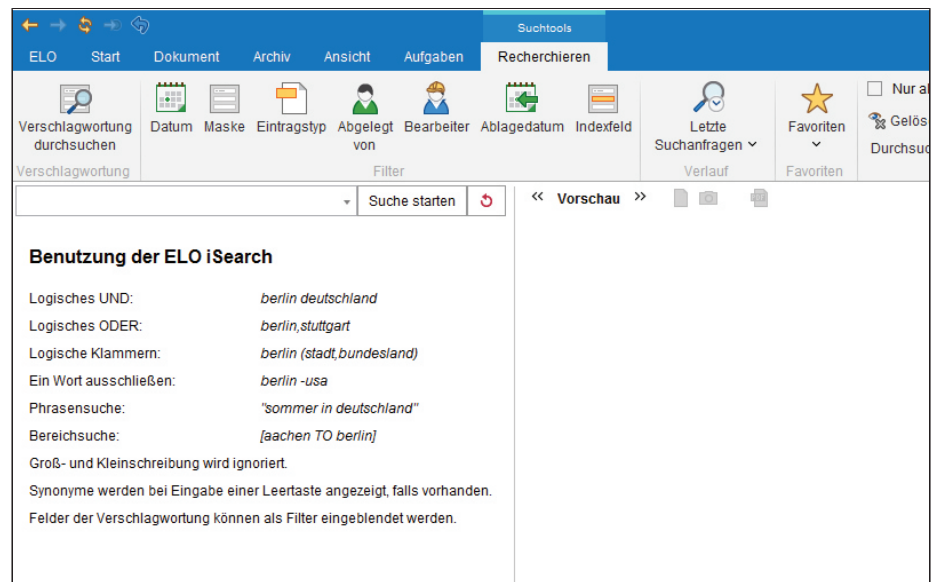 Suchtools
ELO Start Dokument Archiv Ansicht Aufgaben Recherchieren
Verschlagwortung durchsuchen
Datum Maske Eintragstyp Abgelegt von Bearbeiter Ablagedatum Indexfeld
Letzte Suchanfragen
Favoriten
Nur
Gelös
Durchsuc
Verschlagwortung Filter Verlauf Favoriten
Suche starten
« Vorschau »
Benutzung der ELO iSearch
Logisches UND: berlin deutschland
Logisches ODER: berlin,stuttgart
Logische Klammern: berlin (stadt,bundesland)
Ein Wort ausschließen: berlin -usa
Phrasensuche: "sommer in deutschland"
Bereichsuche: [aachen TO berlin]
Groß- und Kleinschreibung wird ignoriert.
Synonyme werden bei Eingabe einer Leertaste angezeigt, falls vorhanden.
Felder der Verschlagwortung können als Filter eingeblendet werden.